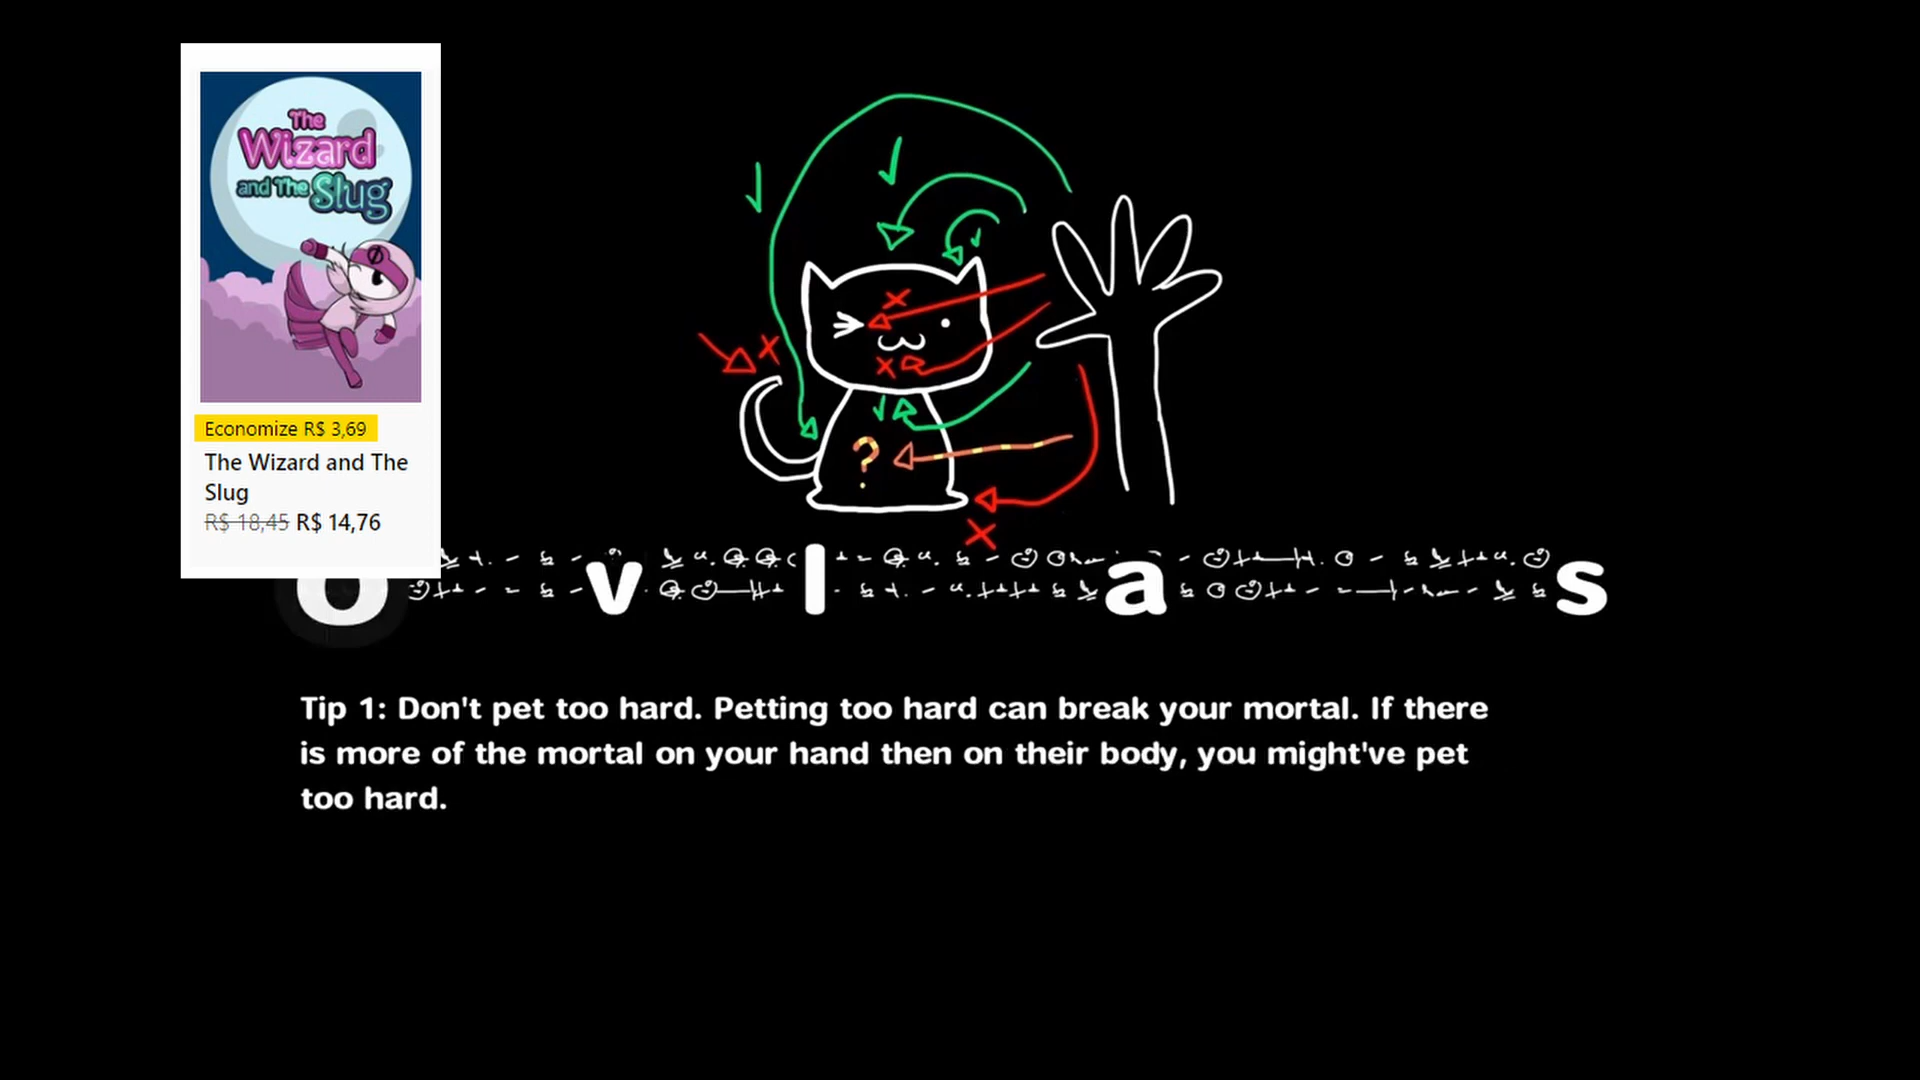 The
Wizard
and The Slug
Economize R$ 3,69
The Wizard and The
Slug
R$ 18,45 R$ 14,76
?
o v l a s
Tip 1: Don't pet too hard. Petting too hard can break your mortal. If there
is more of the mortal on your hand then on their body, you might've pet
too hard.